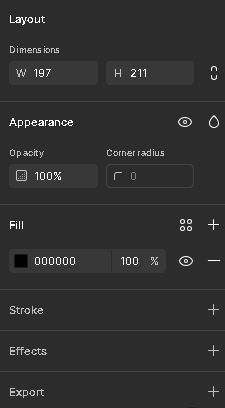 Layout
Dimensions
W 197 H 211
Appearance
Opacity Corner radius
100% 0
Fill
000000 100 %
Stroke
Effects
Export